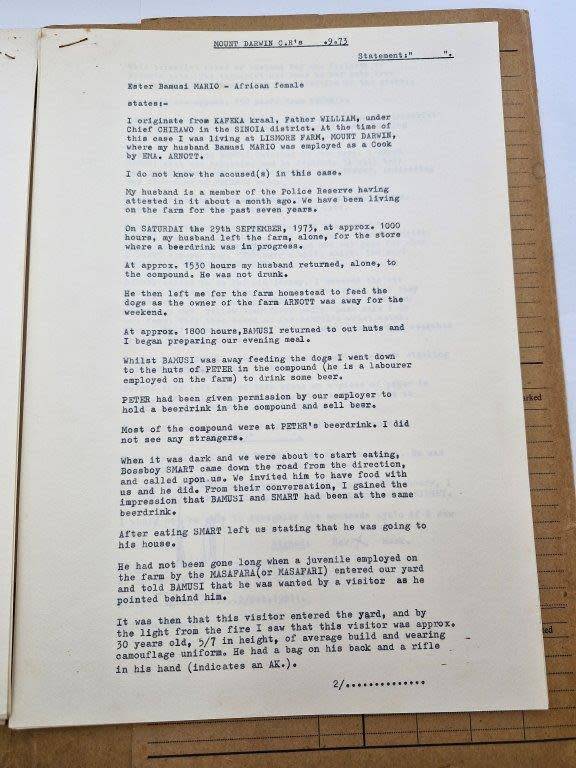 MOUNT DARWIN C.R's .9.73
Statement:" ".
Ester Bamusi MARIO - African female
states:-
I originate from KAFEKA kraal, Father WILLIAM, under
Chief CHIRAWO in the SINOIA district. At the time of
this case I was living at LISMORE FARM, MOUNT DARWIN,
where my husband Bamusi MARIO was employed as a Cook
by EMA. ARNOTT.
I do not know the accused(s) in this case.
My husband is a member of the Police Reserve having
attested in it about a month ago. We have been living
on the farm for the past seven years.
On SATURDAY the 29th SEPTEMBER, 1973, at approx. 1000
hours, my husband left the farm, alone, for the store
where a beerdrink was in progress.
At approx. 1530 hours my husband returned, alone, to
the compound. He was not drunk.
He then left me for the farm homestead to feed the
dogs as the owner of the farm ARNOTT was away for the
weekend.
At approx. 1800 hours,BAMUSI returned to out huts and
I began preparing our evening meal.
Whilst BAMUSI was away feeding the dogs I went down
to the huts of PETER in the compound (he is a labourer
employed on the farm) to drink some beer.
PETER had been given permission by our employer to
hold a beerdrink in the compound and sell beer.
Most of the compound were at PETER's beerdrink. I did
not see any strangers.
When it was dark and we were about to start eating,
Bossboy SMART came down the road from the direction,
and called upon us. We invited him to have food with
us and he did. From their conversation, I gained the
impression that BAMUSI and SMART had been at the same
beerdrink.
After eating SMART left us stating that he was going to
his house.
He had not been gone long when a juvenile employed on
the farm by the MASAFARA(or MASAFARI) entered our yard
and told BAMUSI that he was wanted by a visitor as he
pointed behind him.
It was then that this visitor entered the yard, and by
the light from the fire I saw that this visitor was approx.
30 years old, 5/7 in height, of average build and wearing
camouflage uniform. He had a bag on his back and a rifle
in his hand (indicates an AK.).
2/..............